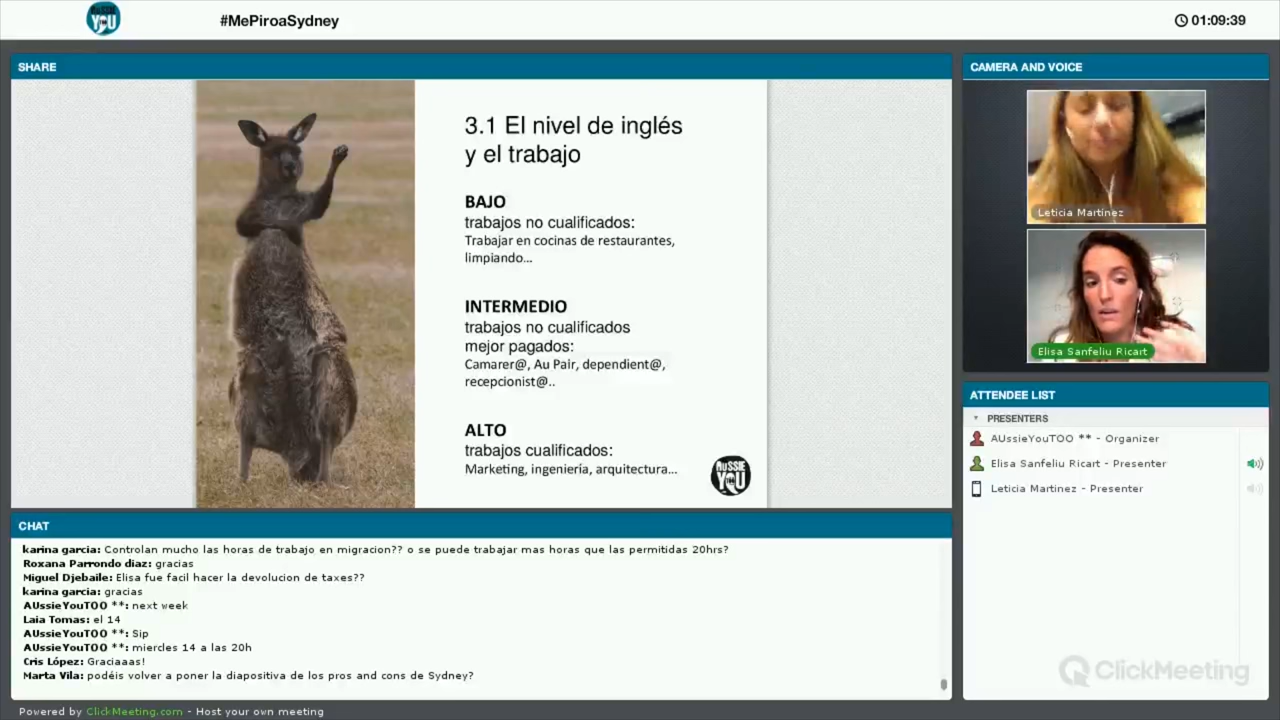 AUSSIE
YOU
TOO
#MePiroaSydney
01:09:39
SHARE
3.1 El nivel de inglés
y el trabajo
BAJO
trabajos no cualificados:
Trabajar en cocinas de restaurantes,
limpiando...
INTERMEDIO
trabajos no cualificados
mejor pagados:
Camarer@, Au Pair, dependient@,
recepcionist@..
ALTO
trabajos cualificados:
Marketing, ingeniería, arquitectura...
AUSSIE
YOU
TOO
CAMERA AND VOICE
Leticia Martinez
Elisa Sanfeliu Ricart
ATTENDEE LIST
PRESENTERS
AUssieYouTOO ** - Organizer
Elisa Sanfeliu Ricart - Presenter
Leticia Martinez - Presenter
CHAT
karina garcia: Controlan mucho las horas de trabajo en migracion?? o se puede trabajar mas horas que las permitidas 20hrs?
Roxana Parrondo diaz: gracias
Miguel Djebaile: Elisa fue facil hacer la devolucion de taxes??
karina garcia: gracias
AUssieYouTOO **: next week
Laia Tomas: el 14
AUssieYouTOO **: Sip
AUssieYouTOO **: miercles 14 a las 20h
Cris López: Graciaaas!
Marta Vila: podéis volver a poner la diapositiva de los pros and cons de Sydney?
ClickMeeting
Powered by ClickMeeting.com - Host your own meeting